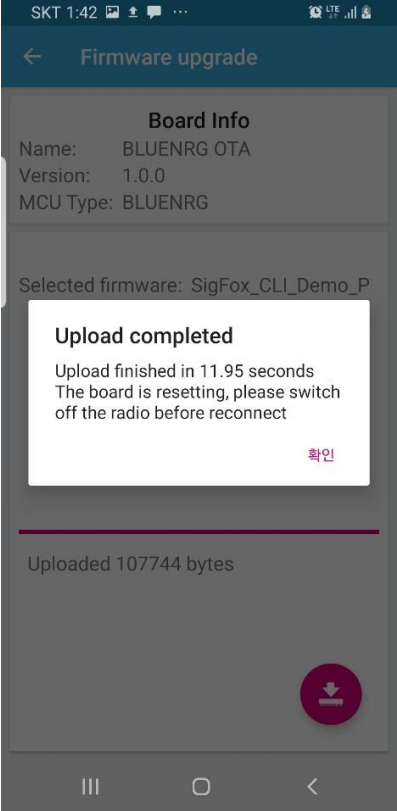 SKT 1:42 ...
LTE
Firmware upgrade
Board Info
Name: BLUENRG OTA
Version: 1.0.0
MCU Type: BLUENRG
Selected firmware: SigFox_CLI_Demo_P
Upload completed
Upload finished in 11.95 seconds
The board is resetting, please switch
off the radio before reconnect
확인
Uploaded 107744 bytes